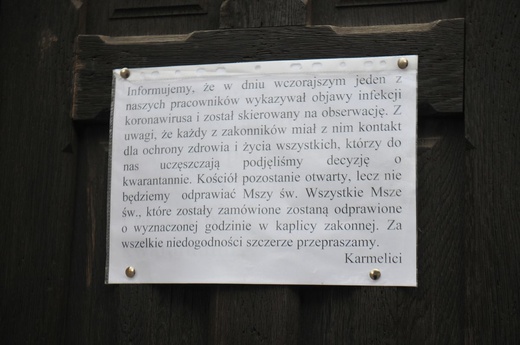 Informujemy, że w dniu wczorajszym jeden z
naszych pracowników wykazywał objawy infekcji
koronawirusa i został skierowany na obserwację. Z
uwagi, że każdy z zakonników miał z nim kontakt
dla ochrony zdrowia i życia wszystkich, którzy do
nas uczęszczają podjęliśmy decyzję o
kwarantannie. Kościół pozostanie otwarty, lecz nie
będziemy odprawiać Mszy św. Wszystkie Msze
św., które zostały zamówione zostaną odprawione
o wyznaczonej godzinie w kaplicy zakonnej. Za
wszelkie niedogodności szczerze przepraszamy.
Karmelici